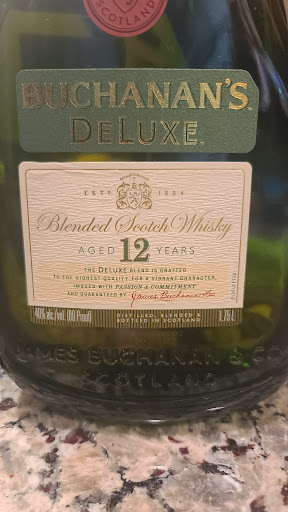 SCOTLAND
BUCHANAN'S
DELUXE
ESTD 1884
Blended Scotch Whisky
AGED 12 YEARS
THE DELUXE BLEND IS CRAFTED
TO THE HIGHEST QUALITY FOR A VIBRANT CHARACTER,
IMBUED WITH PASSION & COMMITMENT
AND GUARANTEED BY James Buchanan
40% alc./vol. (80 Proof)
DISTILLED, BLENDED &
BOTTLED IN SCOTLAND
1.75 L
JAMES BUCHANAN & CO
SCOTLAND